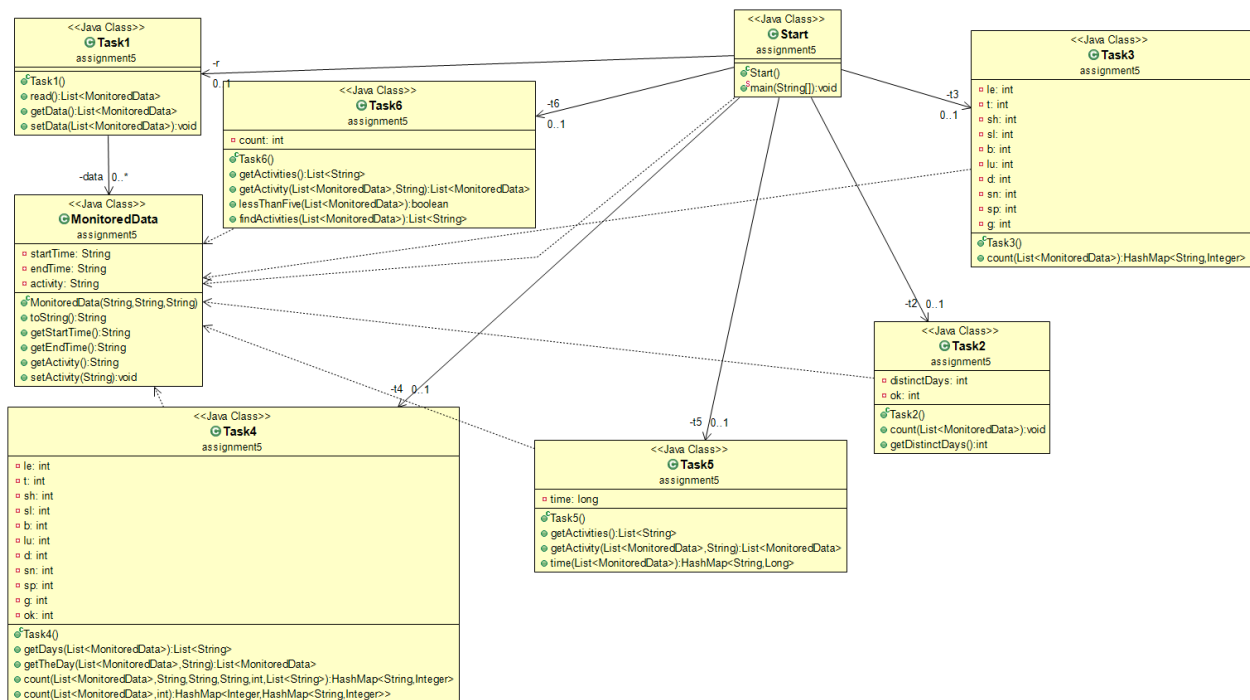 <<Java Class>>
Task1
assignment5
Task1()
read():List<MonitoredData>
getData():List<MonitoredData>
setData(List<MonitoredData>):void
<<Java Class>>
Start
assignment5
Start()
main(String[]):void
<<Java Class>>
Task3
assignment5
le: int
t: int
sh: int
sl: int
b: int
lu: int
d: int
sn: int
sp: int
g: int
Task3()
count(List<MonitoredData>):HashMap<String,Integer>
-r
0..1
-t6
0..1
-t3
0..1
<<Java Class>>
Task6
assignment5
count: int
Task6()
getActivities():List<String>
getActivity(List<MonitoredData>,String):List<MonitoredData>
lessThanFive(List<MonitoredData>):boolean
findActivities(List<MonitoredData>):List<String>
-data 0..*
<<Java Class>>
MonitoredData
assignment5
startTime: String
endTime: String
activity: String
MonitoredData(String,String,String)
toString():String
getStartTime():String
getEndTime():String
getActivity():String
setActivity(String):void
-t2 0..1
<<Java Class>>
Task2
assignment5
distinctDays: int
ok: int
Task2()
count(List<MonitoredData>):void
getDistinctDays():int
-t4 0..1
<<Java Class>>
Task4
assignment5
le: int
t: int
sh: int
sl: int
b: int
lu: int
d: int
sn: int
sp: int
g: int
ok: int
Task4()
getDays(List<MonitoredData>):List<String>
getTheDay(List<MonitoredData>,String):List<MonitoredData>
count(List<MonitoredData>,String,String,String,int,List<String>):HashMap<String,Integer>
count(List<MonitoredData>,int):HashMap<Integer,HashMap<String,Integer>>
-t5 0..1
<<Java Class>>
Task5
assignment5
time: long
Task5()
getActivities():List<String>
getActivity(List<MonitoredData>,String):List<MonitoredData>
time(List<MonitoredData>):HashMap<String,Long>